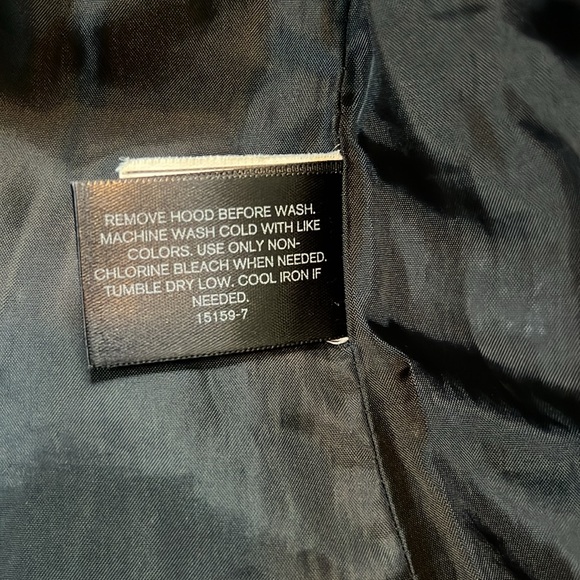 REMOVE HOOD BEFORE WASH.
MACHINE WASH COLD WITH LIKE
COLORS. USE ONLY NON-
CHLORINE BLEACH WHEN NEEDED.
TUMBLE DRY LOW. COOL IRON IF
NEEDED.
15159-7